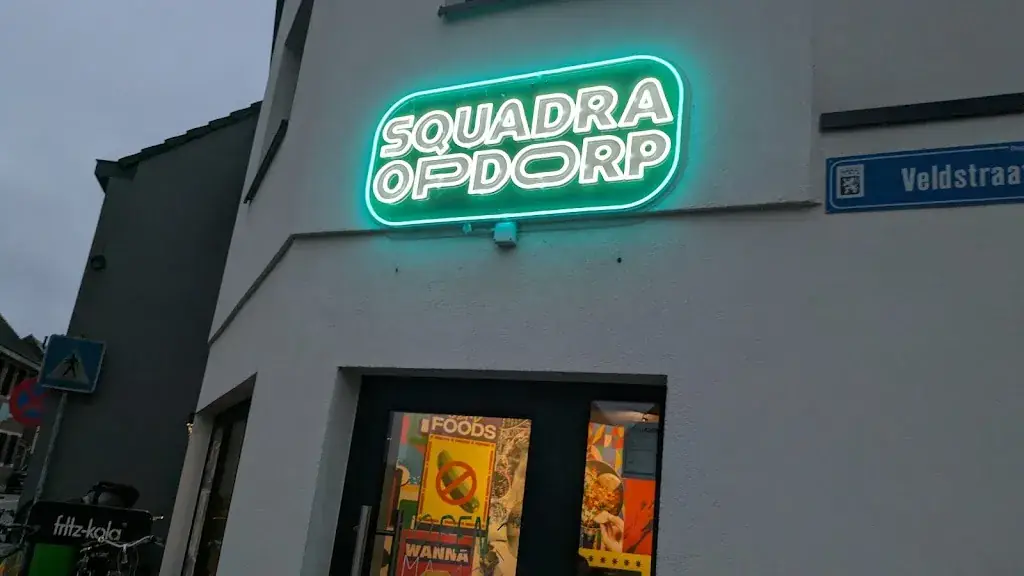 SQUADRA
OPDORP
Veldstraat
FOODS
WANNA
fritz-kola